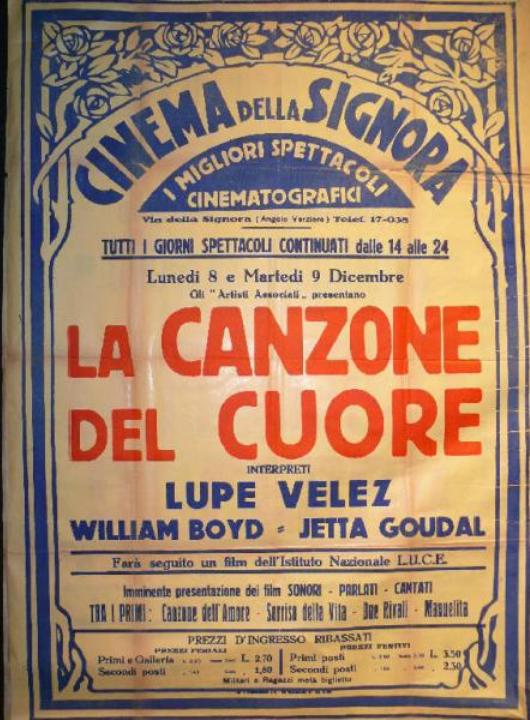 CINEMA DELLA SIGNORA
I MIGLIORI SPETTACOLI
CINEMATOGRAFICI
Via della Signora (Angolo Verziere) Telef. 17-038
TUTTI I GIORNI SPETTACOLI CONTINUATI dalle 14 alle 24
Lunedi 8 e Martedi 9 Dicembre
Gli "Artisti Associati„ presentano
LA CANZONE
DEL CUORE
INTERPRETI
LUPE VELEZ
WILLIAM BOYD = JETTA GOUDAL
Farà seguito un film dell'Istituto Nazionale L.U.C.E.
Imminente presentazione dei film SONORI - PARLATI - CANTATI
TRA I PRIMI: Canzone dell'Amore - Sorriso della Vita - Due Rivali - Manuelita
PREZZI D'INGRESSO RIBASSATI
PREZZI FERIALI
Primi e Galleria L. 2,70
Secondi posti 1,80
PREZZI FESTIVI
Primi posti L. 3.50
Secondi posti 2.30
Militari e Ragazzi metà biglietto